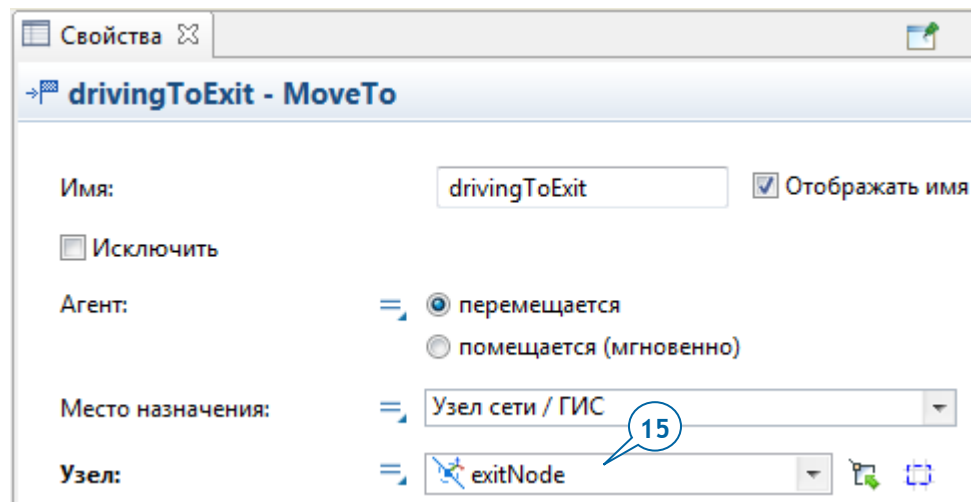 Свойства
drivingToExit - MoveTo
Имя: drivingToExit Отображать имя
Исключить
Агент: перемещается
помещается (мгновенно)
Место назначения: Узел сети / ГИС
15
Узел: exitNode